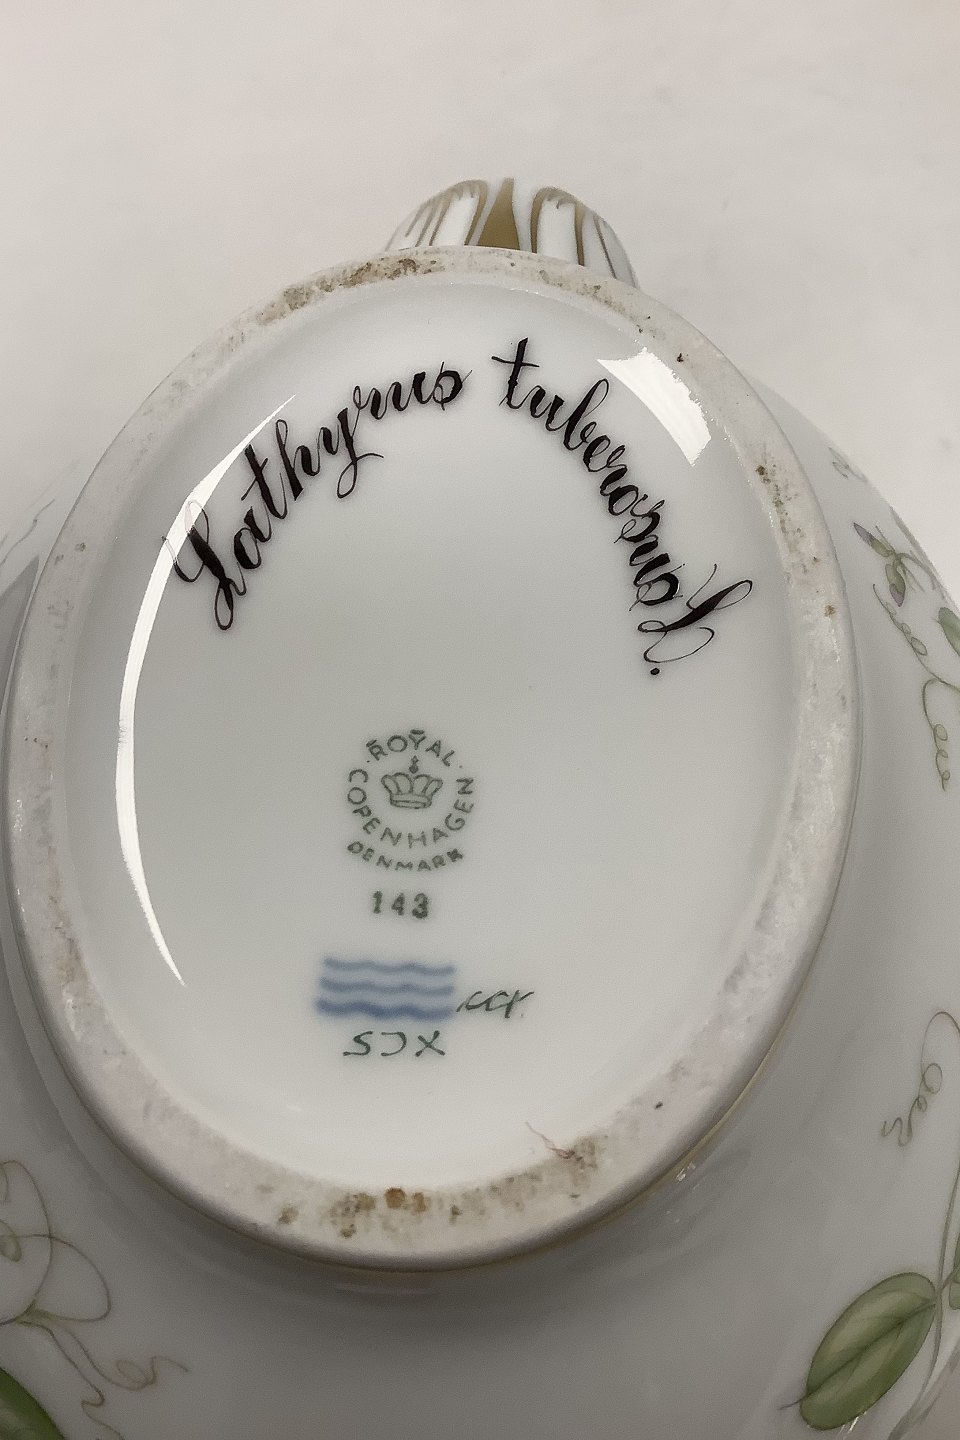 Lathyrus tuberosus L.
ROYAL
COPENHAGEN
DENMARK
143
SJX